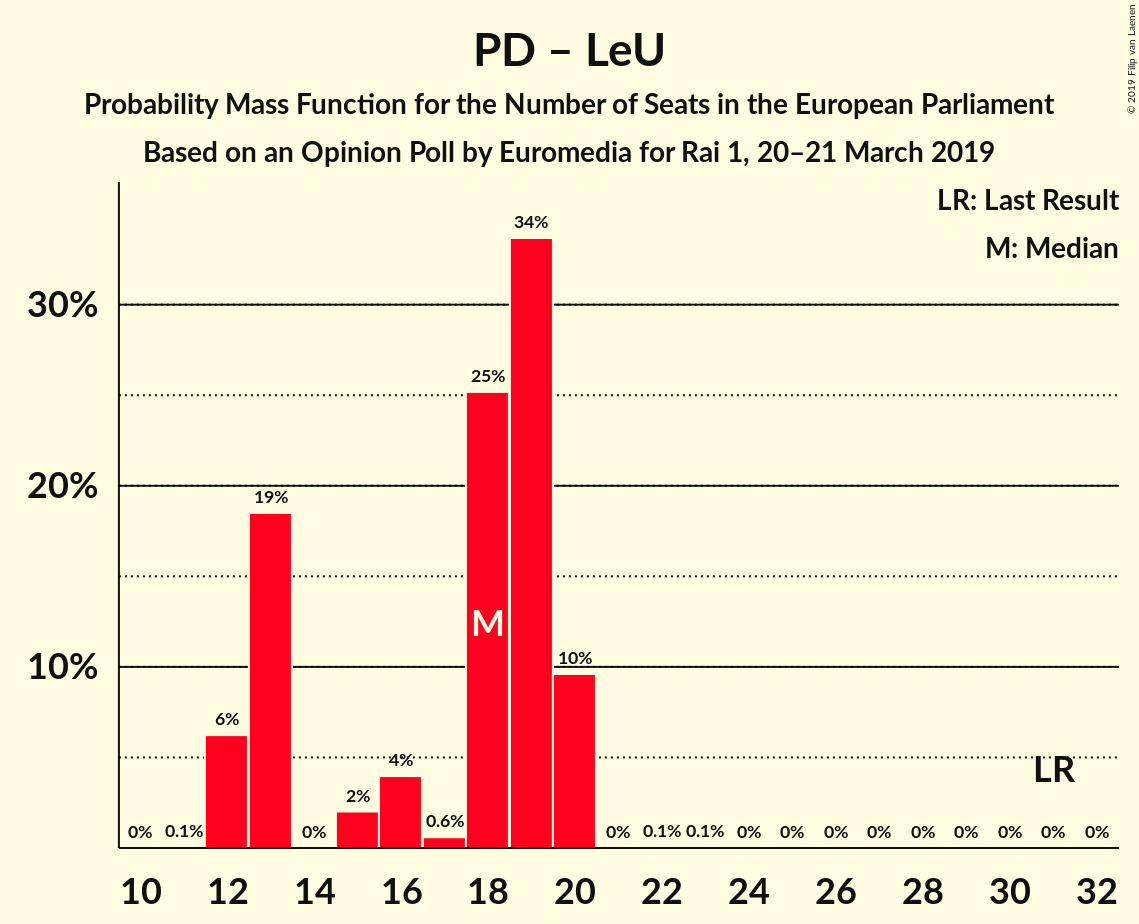 PD – LeU
Probability Mass Function for the Number of Seats in the European Parliament
Based on an Opinion Poll by Euromedia for Rai 1, 20–21 March 2019
© 2019 Filip van Laenen
LR: Last Result
M: Median
30%
20%
10%
0%
0.1%
6%
19%
0%
2%
4%
0.6%
25%
34%
10%
0%
0.1%
0.1%
0%
0%
0%
0%
0%
0%
0%
0%
0%
M
LR
10 12 14 16 18 20 22 24 26 28 30 32